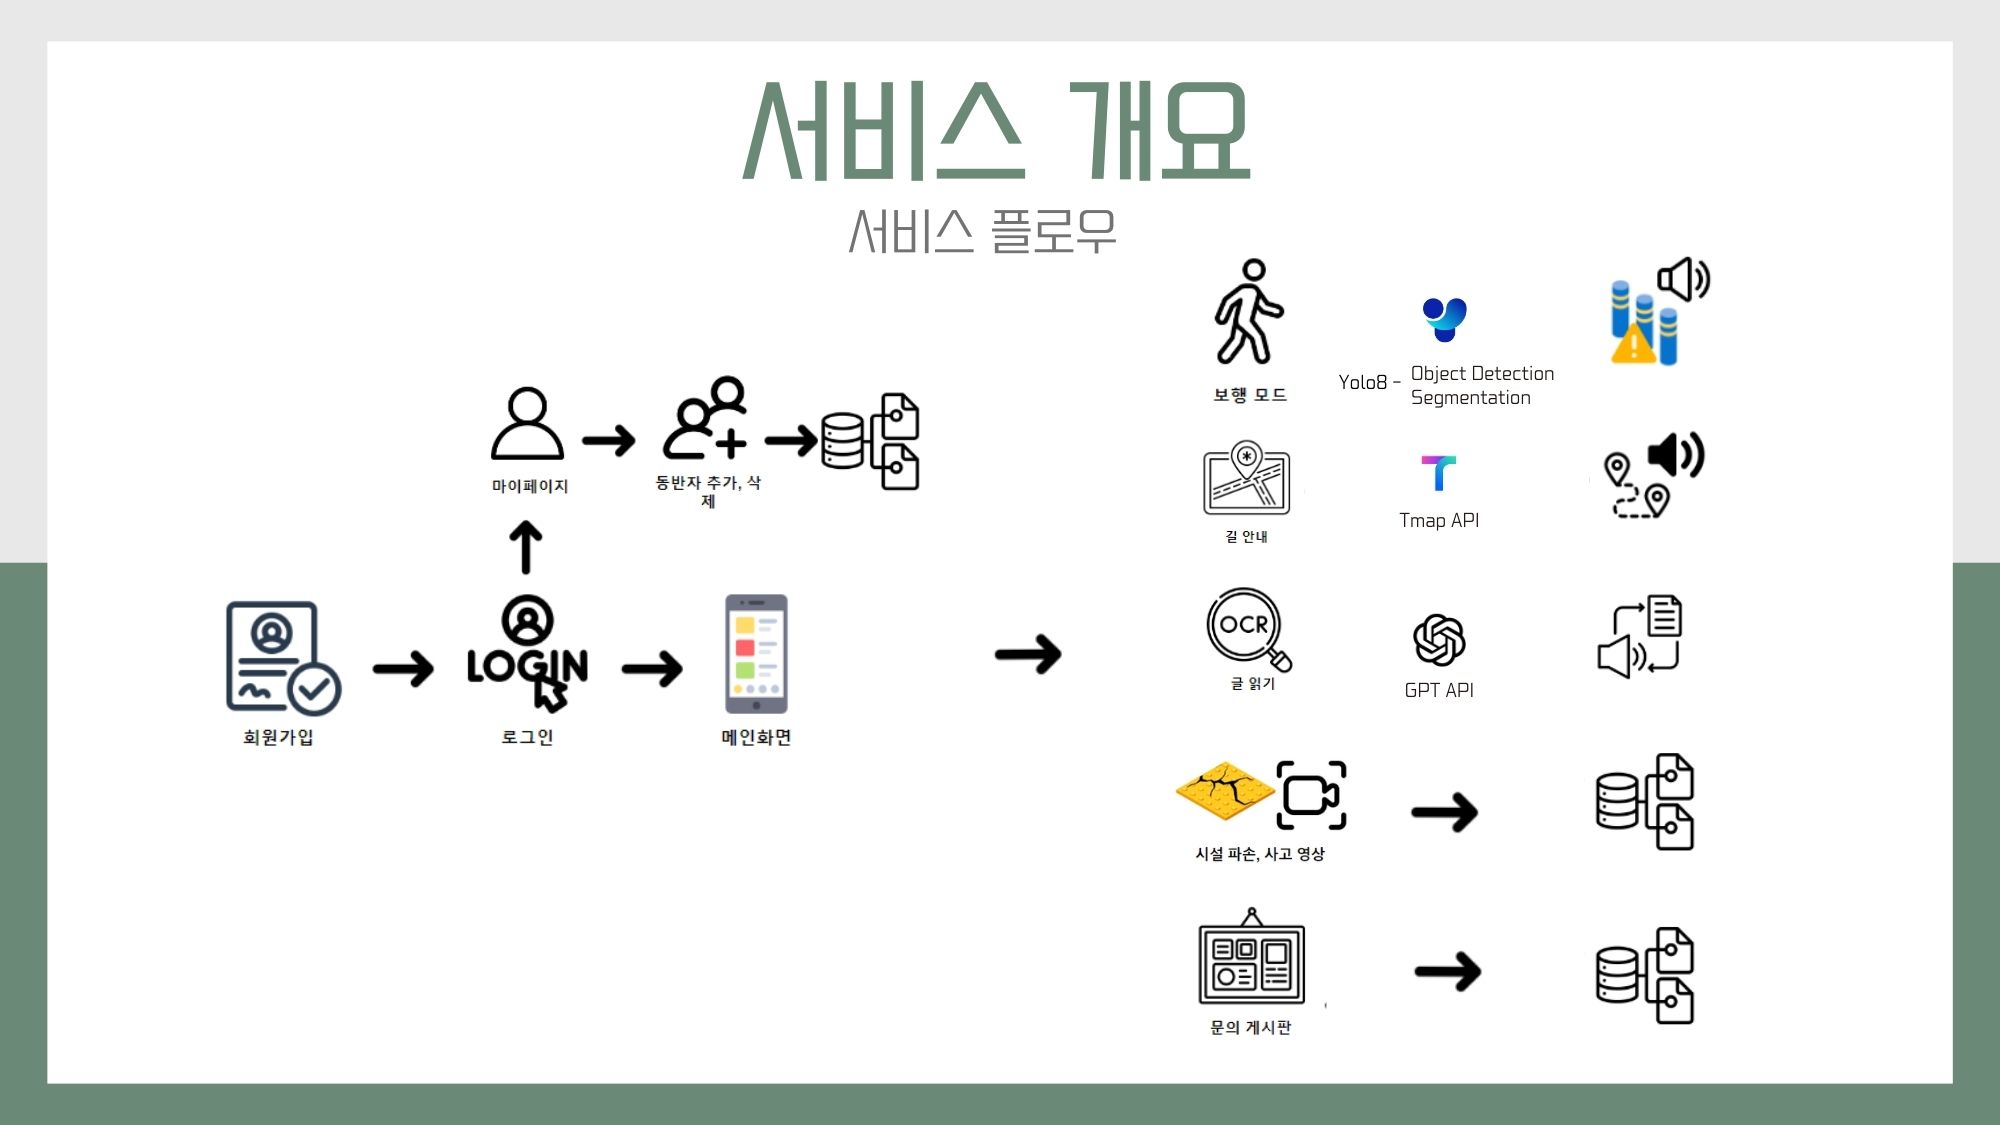 서비스 개요
서비스 플로우
마이페이지
동반자 추가, 삭
제
회원가입
LOGIN
로그인
메인화면
보행 모드
Yolo8 - Object Detection
Segmentation
길 안내
Tmap API
OCR
글 읽기
GPT API
시설 파손, 사고 영상
문의 게시판